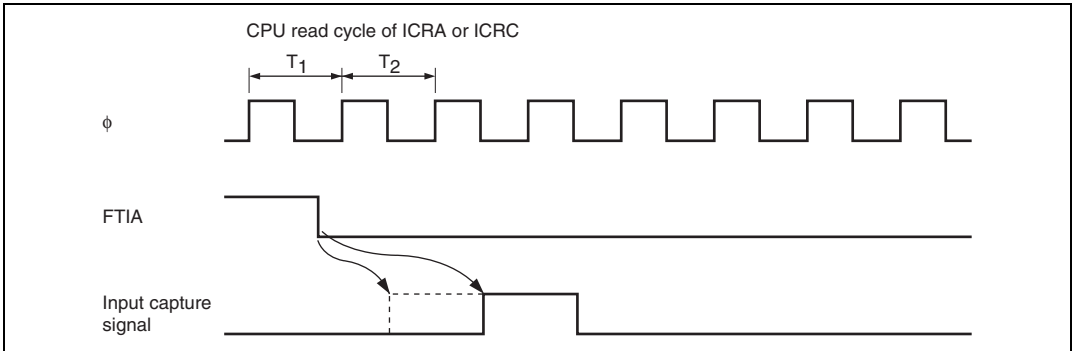 CPU read cycle of ICRA or ICRC
T1 T2
ϕ
FTIA
Input capture
signal